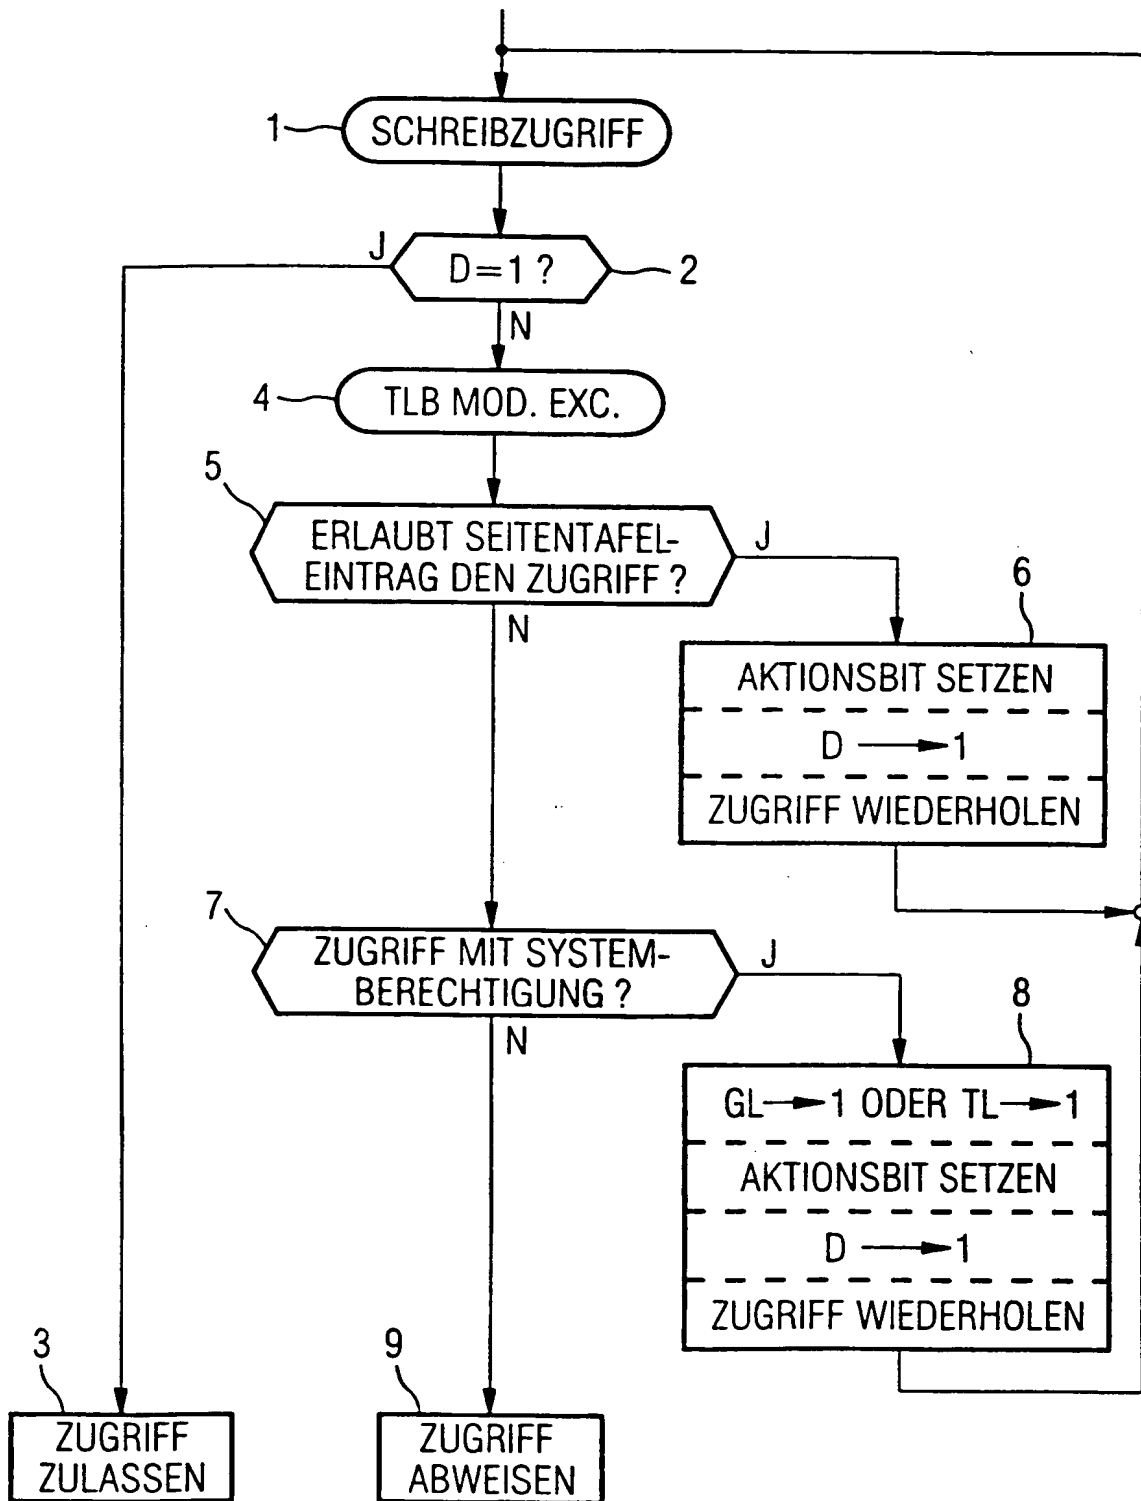 1
SCHREIBZUGRIFF
J
D=1 ?
2
N
4
TLB MOD. EXC.
5
ERLAUBT SEITENTAFEL-
EINTRAG DEN ZUGRIFF ?
J
N
6
AKTIONSBIT SETZEN
D → 1
ZUGRIFF WIEDERHOLEN
7
ZUGRIFF MIT SYSTEM-
BERECHTIGUNG ?
J
N
8
GL → 1 ODER TL → 1
AKTIONSBIT SETZEN
D → 1
ZUGRIFF WIEDERHOLEN
3
ZUGRIFF
ZULASSEN
9
ZUGRIFF
ABWEISEN